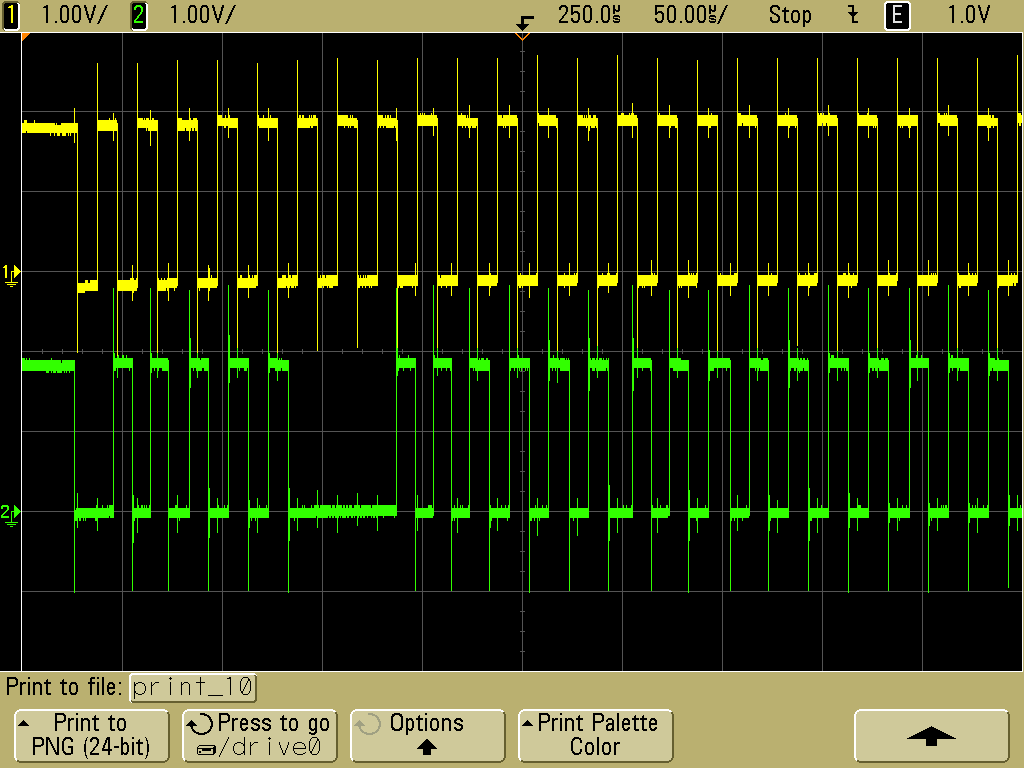 1 1.00V/ 2 1.00V/ 250.0µs 50.00µs/ Stop E 1.0V
1
2
Print to file: print_10
Print to Press to go Options Print Palette
PNG (24-bit) /drive0 Color